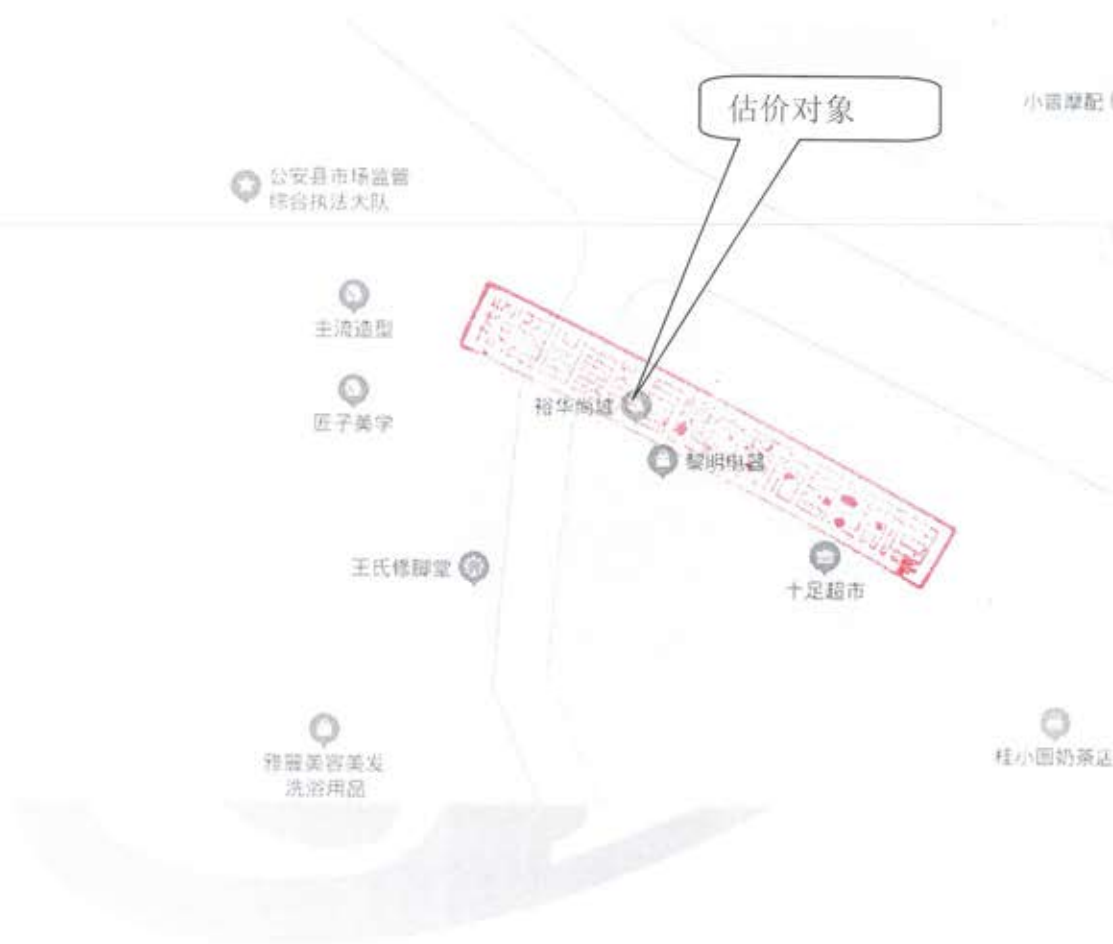 估价对象
小雷摩配
公安县市场监管
综合执法大队
主流造型
匠子美学
裕华尚城
黎明电器
王氏修脚堂
十足超市
雅丽美容美发
洗浴用品
桂小圆奶茶店